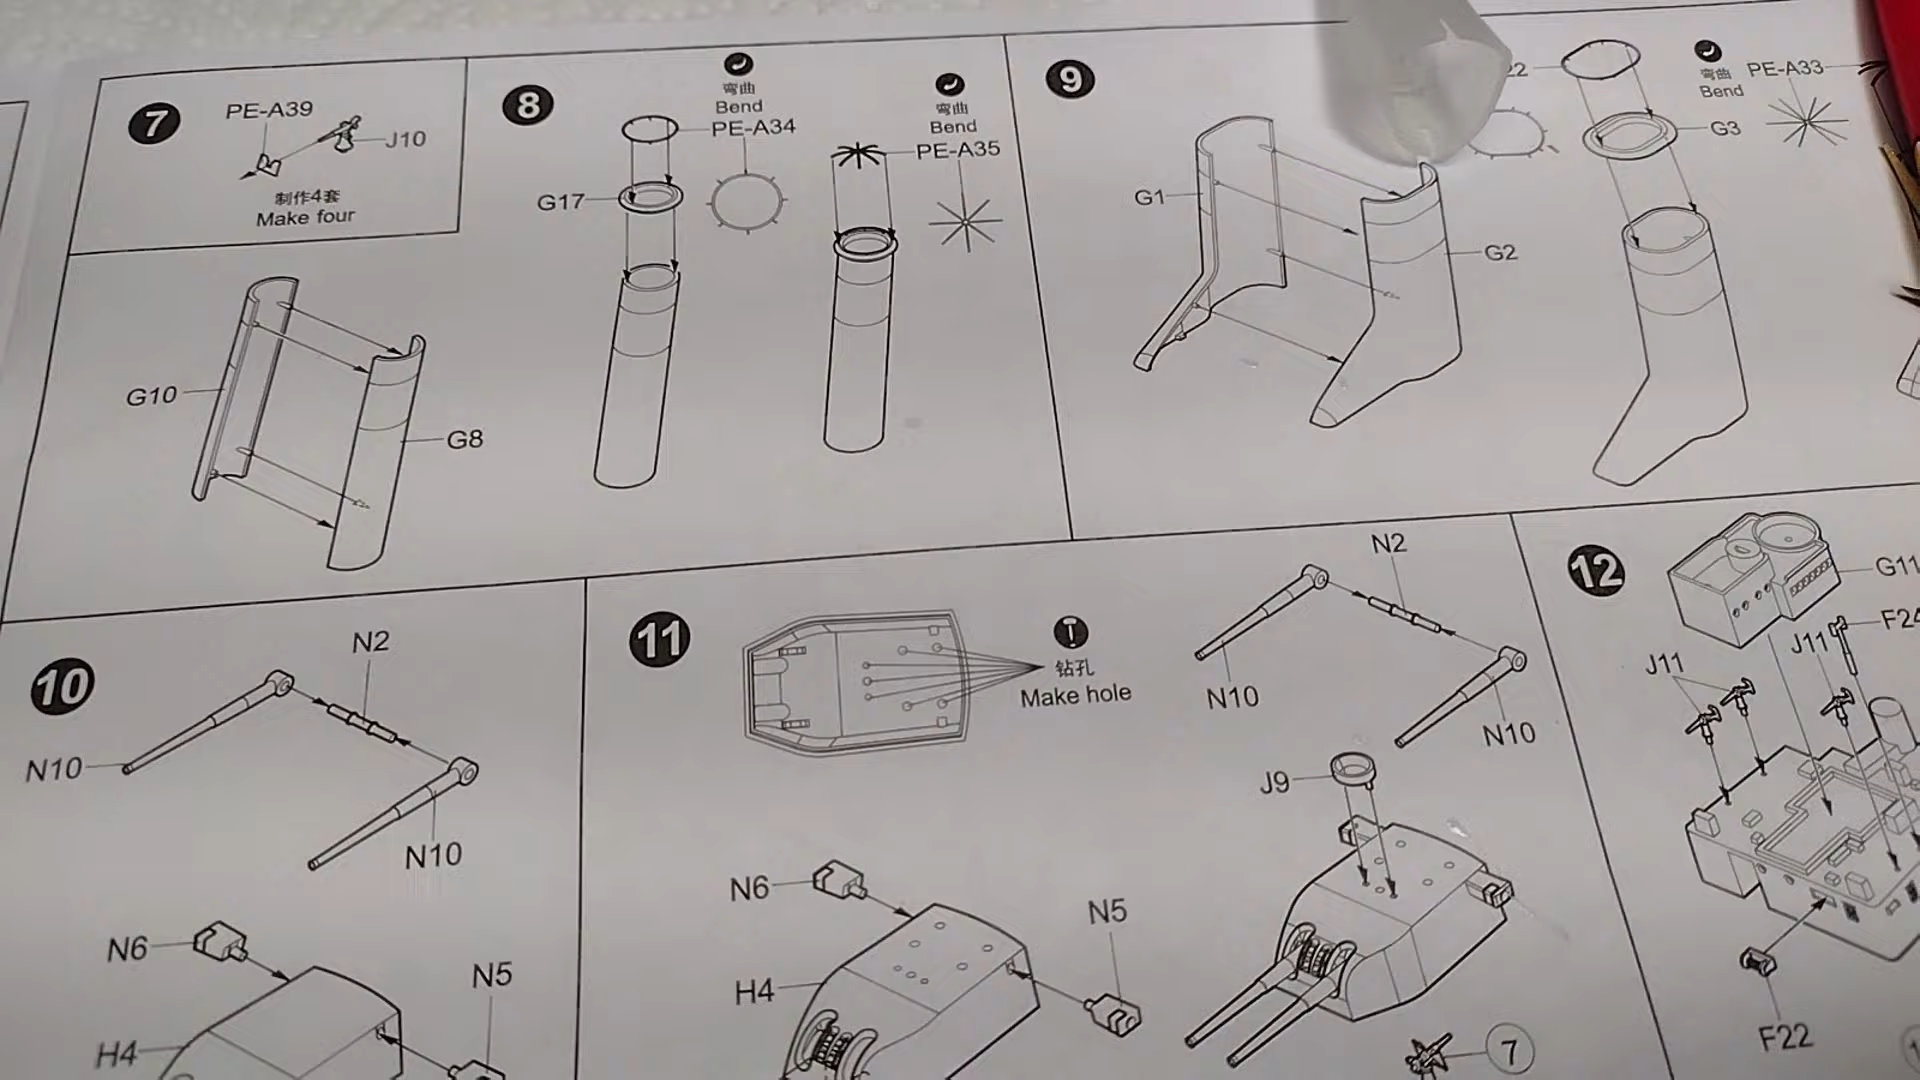 7
PE-A39
J10
制作4套
Make four
8
弯曲
Bend
PE-A34
弯曲
Bend
PE-A35
G17
G10
G8
9
22
弯曲
Bend
PE-A33
G3
G1
G2
10
N2
N10
N10
N6
N5
H4
11
钻孔
Make hole
N2
N10
N10
J9
N6
N5
H4
7
12
G11
F24
J11
J11
F22